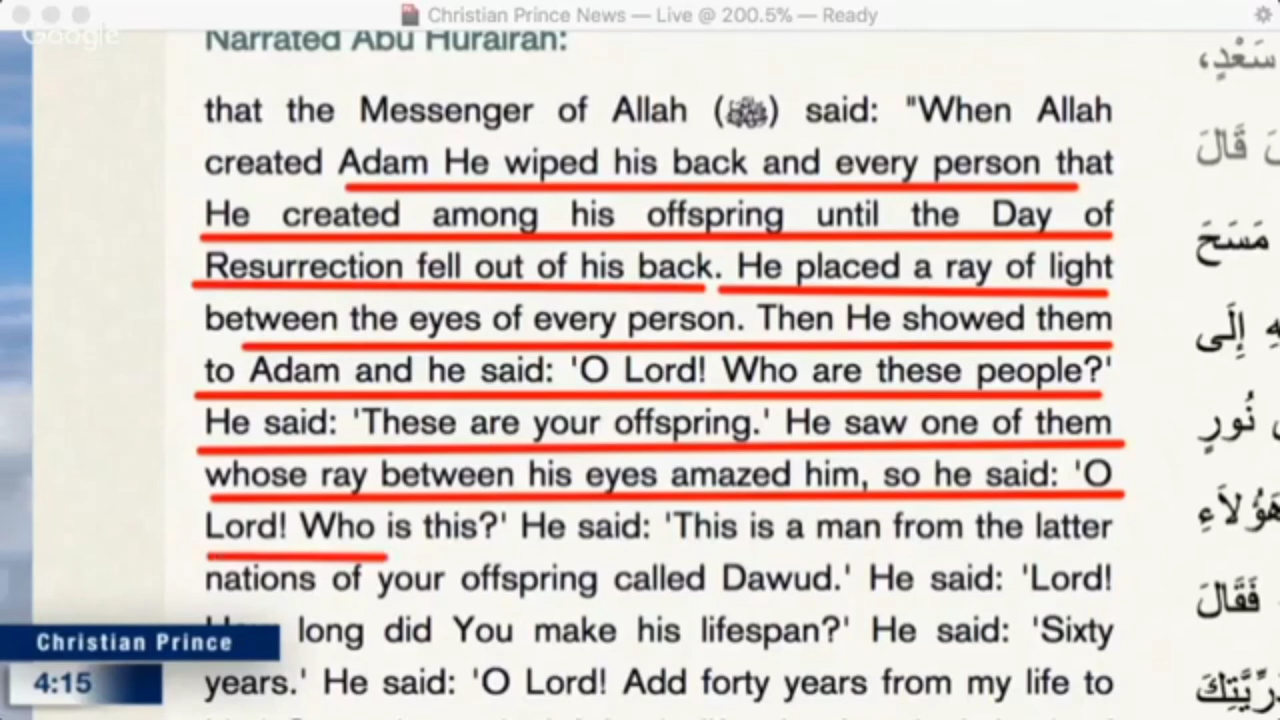 Christian Prince News — Live @ 200.5% — Ready
Google
Narrated Abu Hurairah:
that the Messenger of Allah (ﷺ) said: "When Allah
created Adam He wiped his back and every person that
He created among his offspring until the Day of
Resurrection fell out of his back. He placed a ray of light
between the eyes of every person. Then He showed them
to Adam and he said: 'O Lord! Who are these people?'
He said: 'These are your offspring.' He saw one of them
whose ray between his eyes amazed him, so he said: 'O
Lord! Who is this?' He said: 'This is a man from the latter
nations of your offspring called Dawud.' He said: 'Lord!
long did You make his lifespan?' He said: 'Sixty
years.' He said: 'O Lord! Add forty years from my life to
سَعْدٍ،
قَالَ
مَسَحَ
إِلَى
نُورٍ
هَؤُلاَءِ
فَقَالَ
ذُرِّيَّتِكَ
Christian Prince
4:15